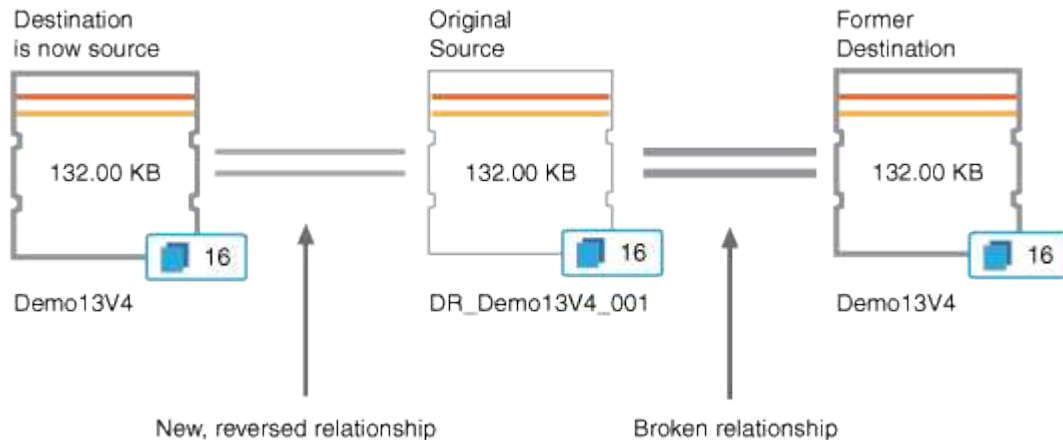 Destination
is now source
Original
Source
Former
Destination
132.00 KB
132.00 KB
132.00 KB
16
16
16
Demo13V4
DR_Demo13V4_001
Demo13V4
New, reversed relationship
Broken relationship